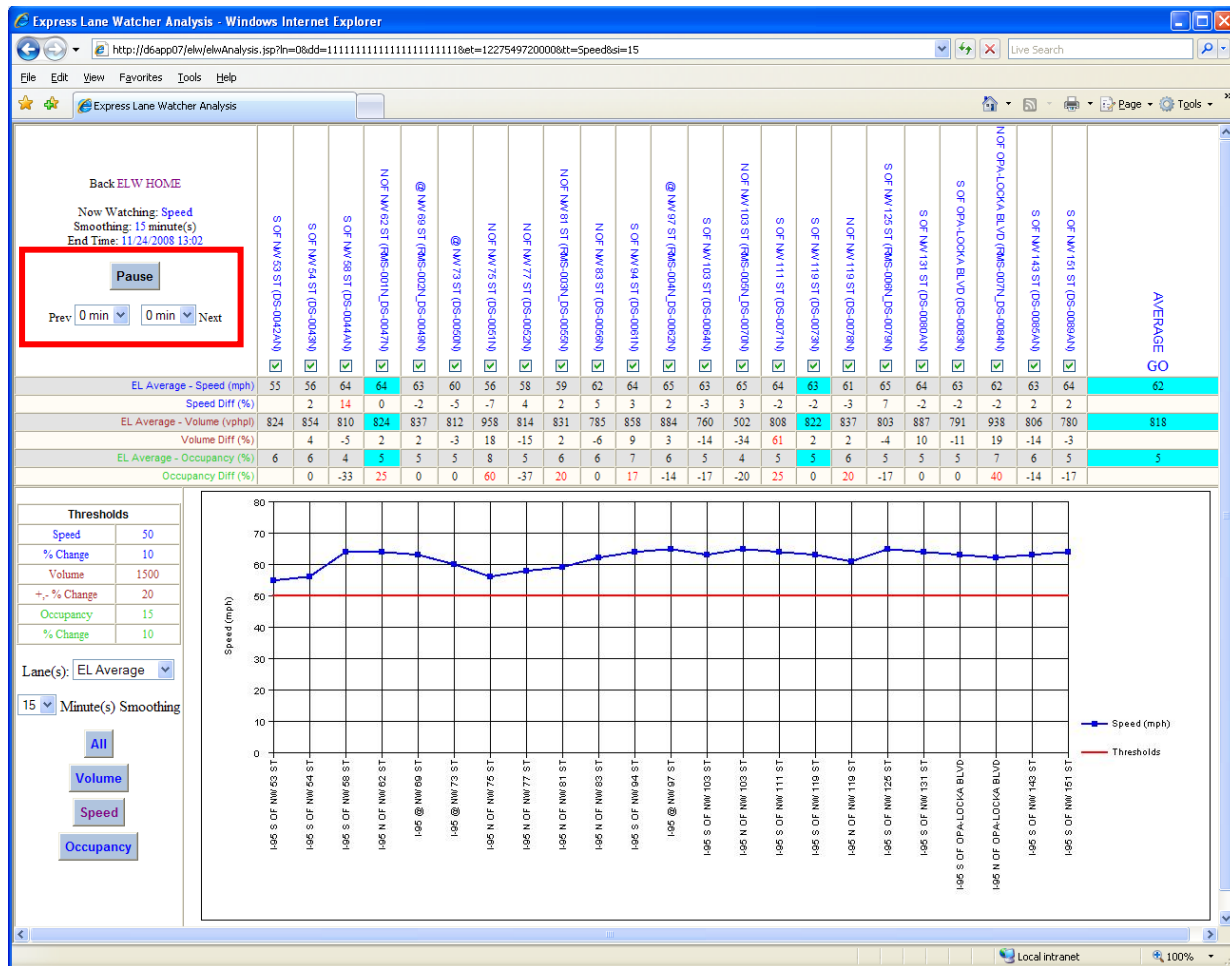 Express Lane Watcher Analysis - Windows Internet Explorer
http://d6app07/elw/elwAnalysis.jsp?ln=0&dd=1111111111111111111111&et=1227549720000&tt=Speed&si=15
Live Search
File Edit View Favorites Tools Help
Express Lane Watcher Analysis
Page Tools
Back ELW HOME
Now Watching: Speed
Smoothing: 15 minute(s)
End Time: 11/24/2008 13:02
Pause
Prev 0 min 0 min Next
S OF NW 53 ST (DS-0042AN)
S OF NW 54 ST (DS-0043N)
S OF NW 58 ST (DS-0044AN)
N OF NW 62 ST (RMS-001N_DS-0047N)
@ NW 69 ST (RMS-002N_DS-0049N)
@ NW 73 ST (DS-0050N)
N OF NW 75 ST (DS-0051N)
N OF NW 77 ST (DS-0052N)
N OF NW 81 ST (RMS-003N_DS-0055N)
N OF NW 83 ST (DS-0056N)
S OF NW 94 ST (DS-0061N)
@ NW 97 ST (RMS-004N_DS-0062N)
S OF NW 103 ST (DS-0064N)
N OF NW 103 ST (RMS-005N_DS-0070N)
S OF NW 111 ST (DS-0071N)
S OF NW 119 ST (DS-0073N)
N OF NW 119 ST (DS-0078N)
S OF NW 125 ST (RMS-006N_DS-0079N)
S OF NW 131 ST (DS-0080AN)
S OF OPA-LOCKA BLVD (DS-0083N)
N OF OPA-LOCKA BLVD (RMS-007N_DS-0084N)
S OF NW 143 ST (DS-0085AN)
S OF NW 151 ST (DS-0089AN)
AVERAGE
GO
EL Average - Speed (mph) 55 56 64 64 63 60 56 58 59 62 64 65 63 65 64 63 61 65 64 63 62 63 64 62
Speed Diff (%) 2 14 0 -2 -5 -7 4 2 5 3 2 -3 3 -2 -2 -3 7 -2 -2 -2 2 2
EL Average - Volume (vphpl) 824 854 810 824 837 812 958 814 831 785 858 884 760 502 808 822 837 803 887 791 938 806 780 818
Volume Diff (%) 4 -5 2 2 -3 18 -15 2 -6 9 3 -14 -34 61 2 2 -4 10 -11 19 -14 -3
EL Average - Occupancy (%) 6 6 4 5 5 5 8 5 6 6 7 6 5 4 5 5 6 5 5 5 7 6 5 5
Occupancy Diff (%) 0 -33 25 0 0 60 -37 20 0 17 -14 -17 -20 25 0 20 -17 0 0 40 -14 -17
Thresholds
Speed 50
% Change 10
Volume 1500
+,- % Change 20
Occupancy 15
% Change 10
Lane(s): EL Average
15 Minute(s) Smoothing
All
Volume
Speed
Occupancy
80
70
60
50
40
30
20
10
0
Speed (mph)
I-95 S OF NW 53 ST
I-95 S OF NW 54 ST
I-95 S OF NW 58 ST
I-95 N OF NW 62 ST
I-95 @ NW 69 ST
I-95 @ NW 73 ST
I-95 N OF NW 75 ST
I-95 N OF NW 77 ST
I-95 N OF NW 81 ST
I-95 N OF NW 83 ST
I-95 S OF NW 94 ST
I-95 @ NW 97 ST
I-95 S OF NW 103 ST
I-95 N OF NW 103 ST
I-95 S OF NW 111 ST
I-95 S OF NW 119 ST
I-95 N OF NW 119 ST
I-95 S OF NW 125 ST
I-95 S OF NW 131 ST
I-95 S OF OPA-LOCKA BLVD
I-95 N OF OPA-LOCKA BLVD
I-95 S OF NW 143 ST
I-95 S OF NW 151 ST
Speed (mph)
Thresholds
Local intranet
100%